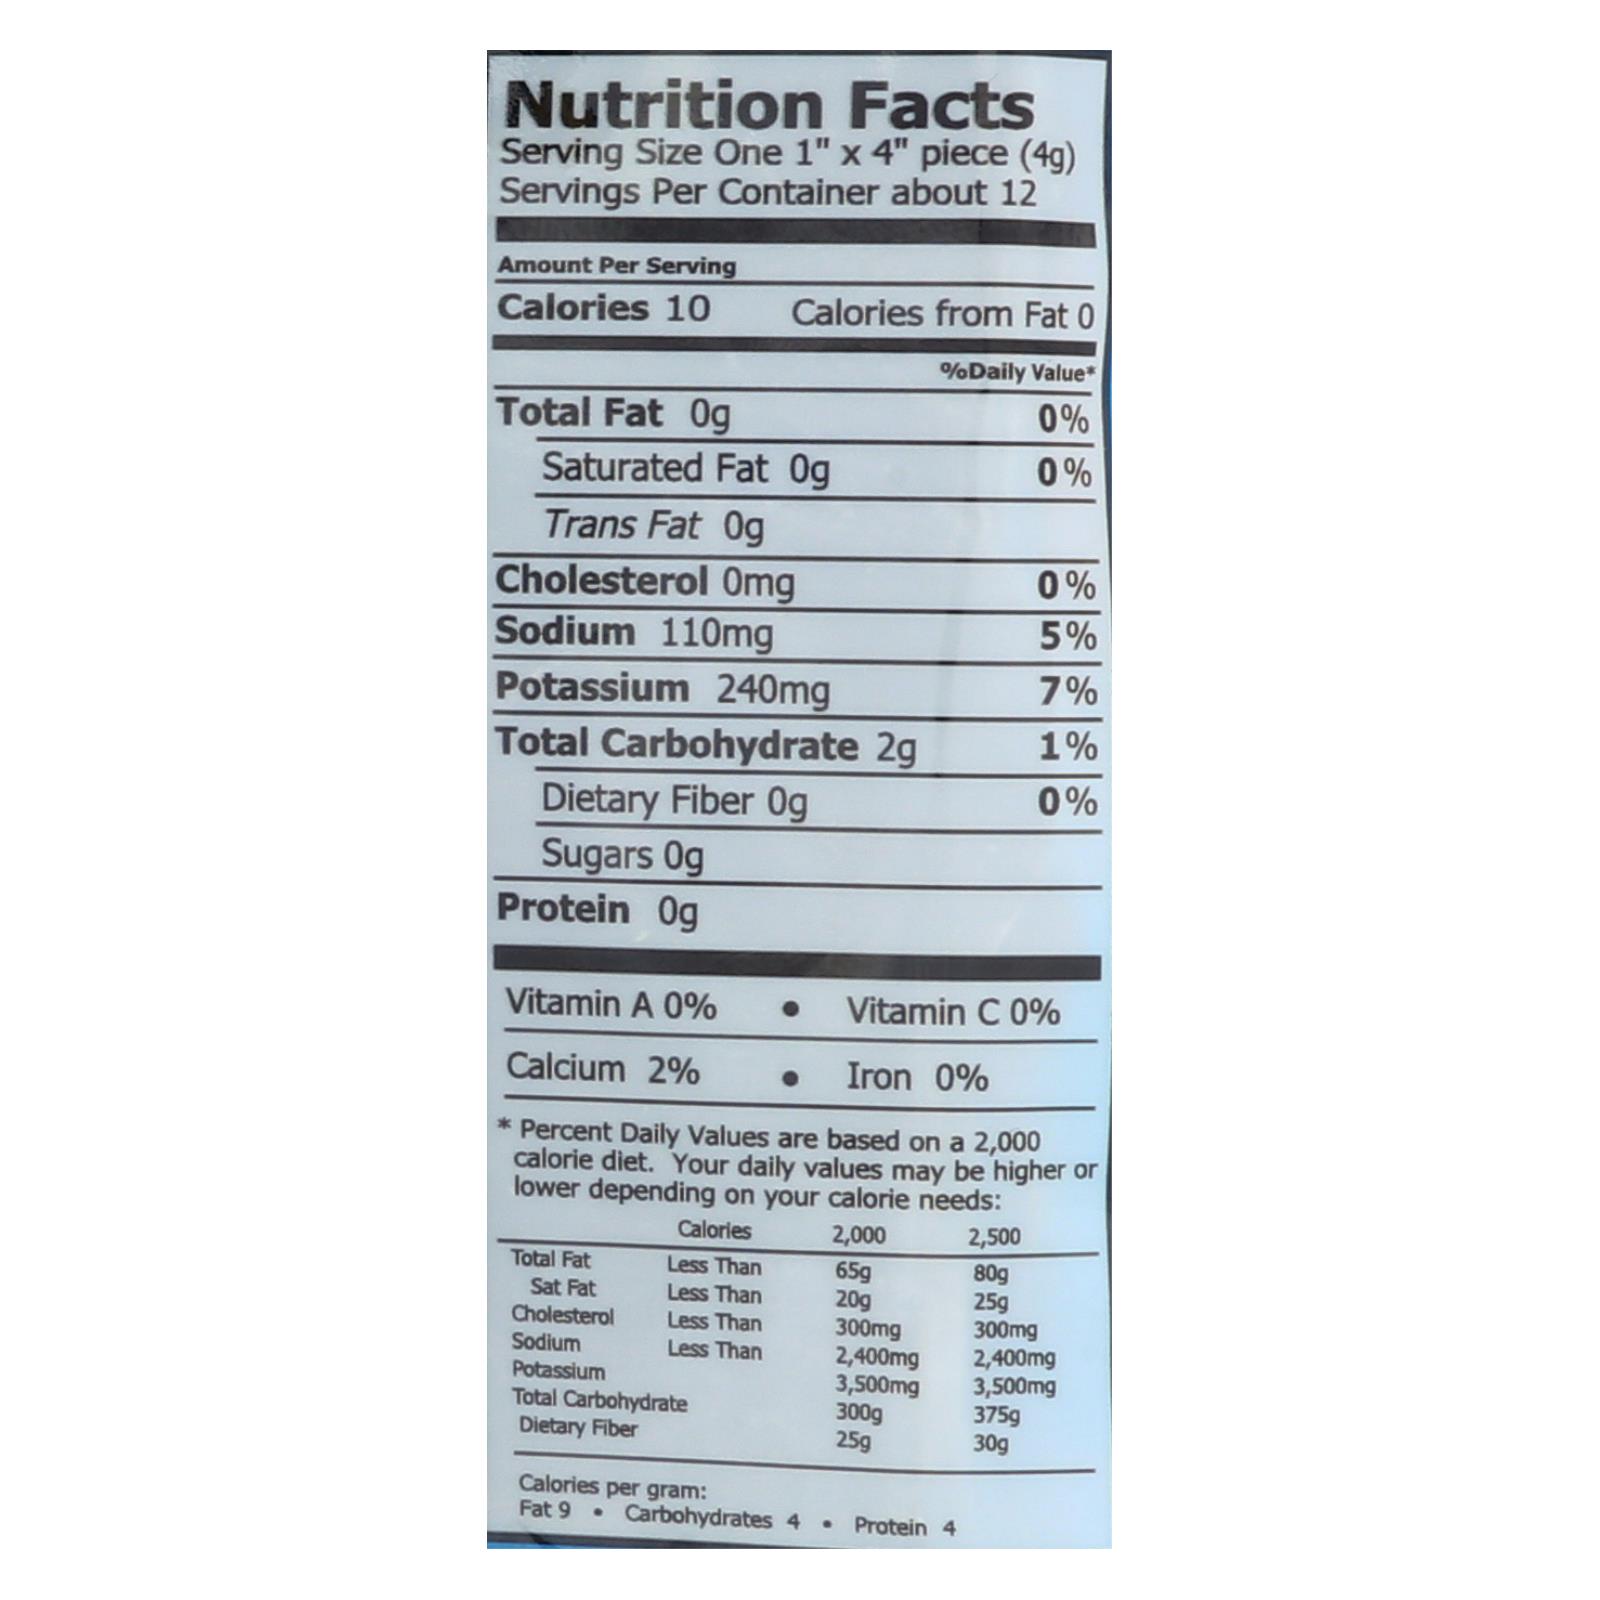 Nutrition Facts
Serving Size One 1" x 4" piece (4g)
Servings Per Container about 12
Amount Per Serving
Calories 10 Calories from Fat 0
%Daily Value*
Total Fat 0g 0%
Saturated Fat 0g 0%
Trans Fat 0g
Cholesterol 0mg 0%
Sodium 110mg 5%
Potassium 240mg 7%
Total Carbohydrate 2g 1%
Dietary Fiber 0g 0%
Sugars 0g
Protein 0g
Vitamin A 0% • Vitamin C 0%
Calcium 2% • Iron 0%
* Percent Daily Values are based on a 2,000
calorie diet. Your daily values may be higher or
lower depending on your calorie needs:
Calories 2,000 2,500
Total Fat Less Than 65g 80g
Sat Fat Less Than 20g 25g
Cholesterol Less Than 300mg 300mg
Sodium Less Than 2,400mg 2,400mg
Potassium 3,500mg 3,500mg
Total Carbohydrate 300g 375g
Dietary Fiber 25g 30g
Calories per gram:
Fat 9 • Carbohydrates 4 • Protein 4